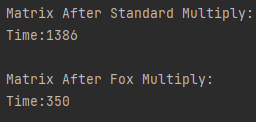 Matrix After Standard Multiply:
Time:1386
Matrix After Fox Multiply:
Time:350